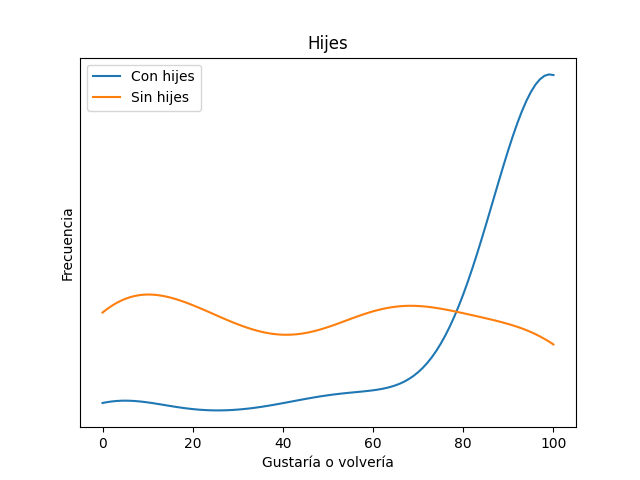 Hijes
Con hijes
Sin hijes
Frecuencia
0 20 40 60 80 100
Gustaría o volvería